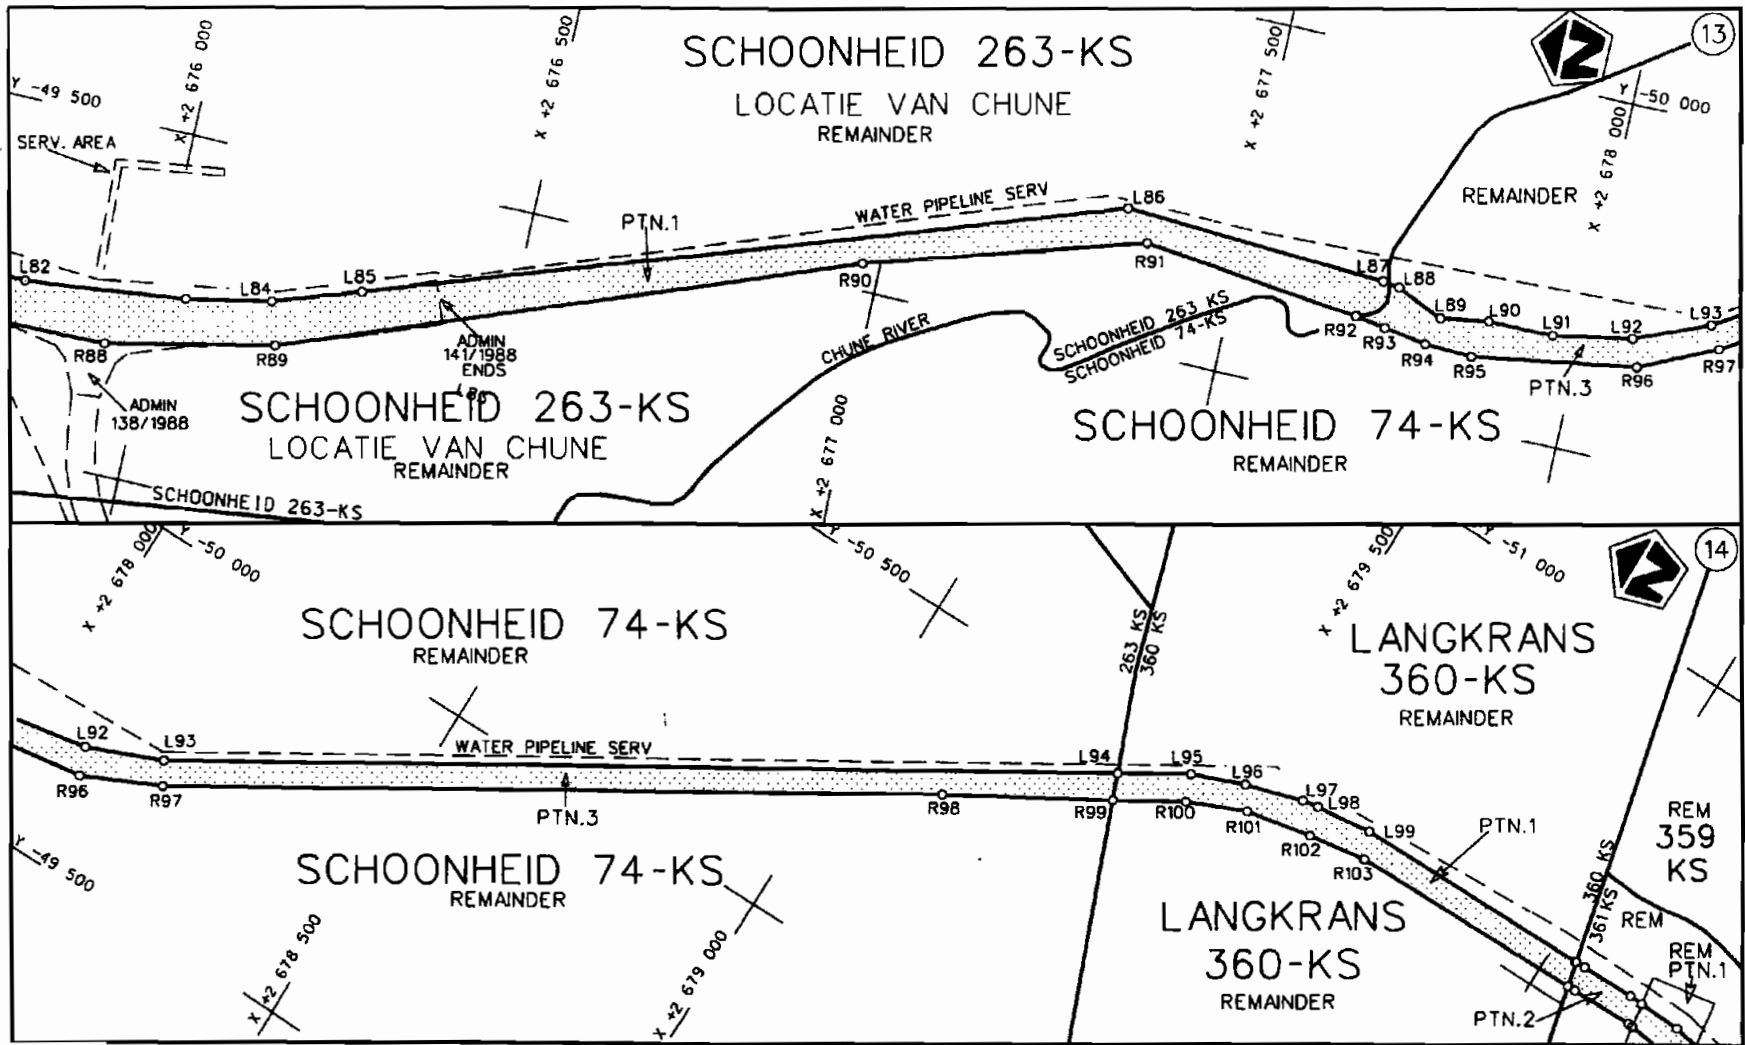 SCHOONHEID 263-KS
LOCATIE VAN CHUNE
REMAINDER
13
Y -49 500
X +2 676 000
X +2 676 500
X +2 677 500
Y -50 000
X +2 678 000
SERV. AREA
REMAINDER
PTN.1
WATER PIPELINE SERV
L82
L84
L85
L86
L87
L88
L89
L90
L91
L92
L93
R88
R89
R90
R91
R92
R93
R94
R95
R96
R97
PTN.3
ADMIN
141/1988
ENDS
ADMIN
138/1988
CHUNE RIVER
SCHOONHEID 263 KS
SCHOONHEID 74-KS
SCHOONHEID 263-KS
LOCATIE VAN CHUNE
REMAINDER
X +2 677 000
SCHOONHEID 74-KS
REMAINDER
SCHOONHEID 263-KS
14
X +2 678 000
Y -50 000
Y -50 500
X +2 679 500
Y -51 000
SCHOONHEID 74-KS
REMAINDER
263 KS
360 KS
LANGKRANS
360-KS
REMAINDER
WATER PIPELINE SERV
L92
L93
L94
L95
L96
L97
L98
L99
R96
R97
R98
R99
R100
R101
R102
R103
PTN.3
PTN.1
REM
359
KS
Y -49 500
SCHOONHEID 74-KS
REMAINDER
X +2 678 500
X +2 679 000
LANGKRANS
360-KS
REMAINDER
360 KS
361 KS
REM
REM
PTN.1
PTN.2